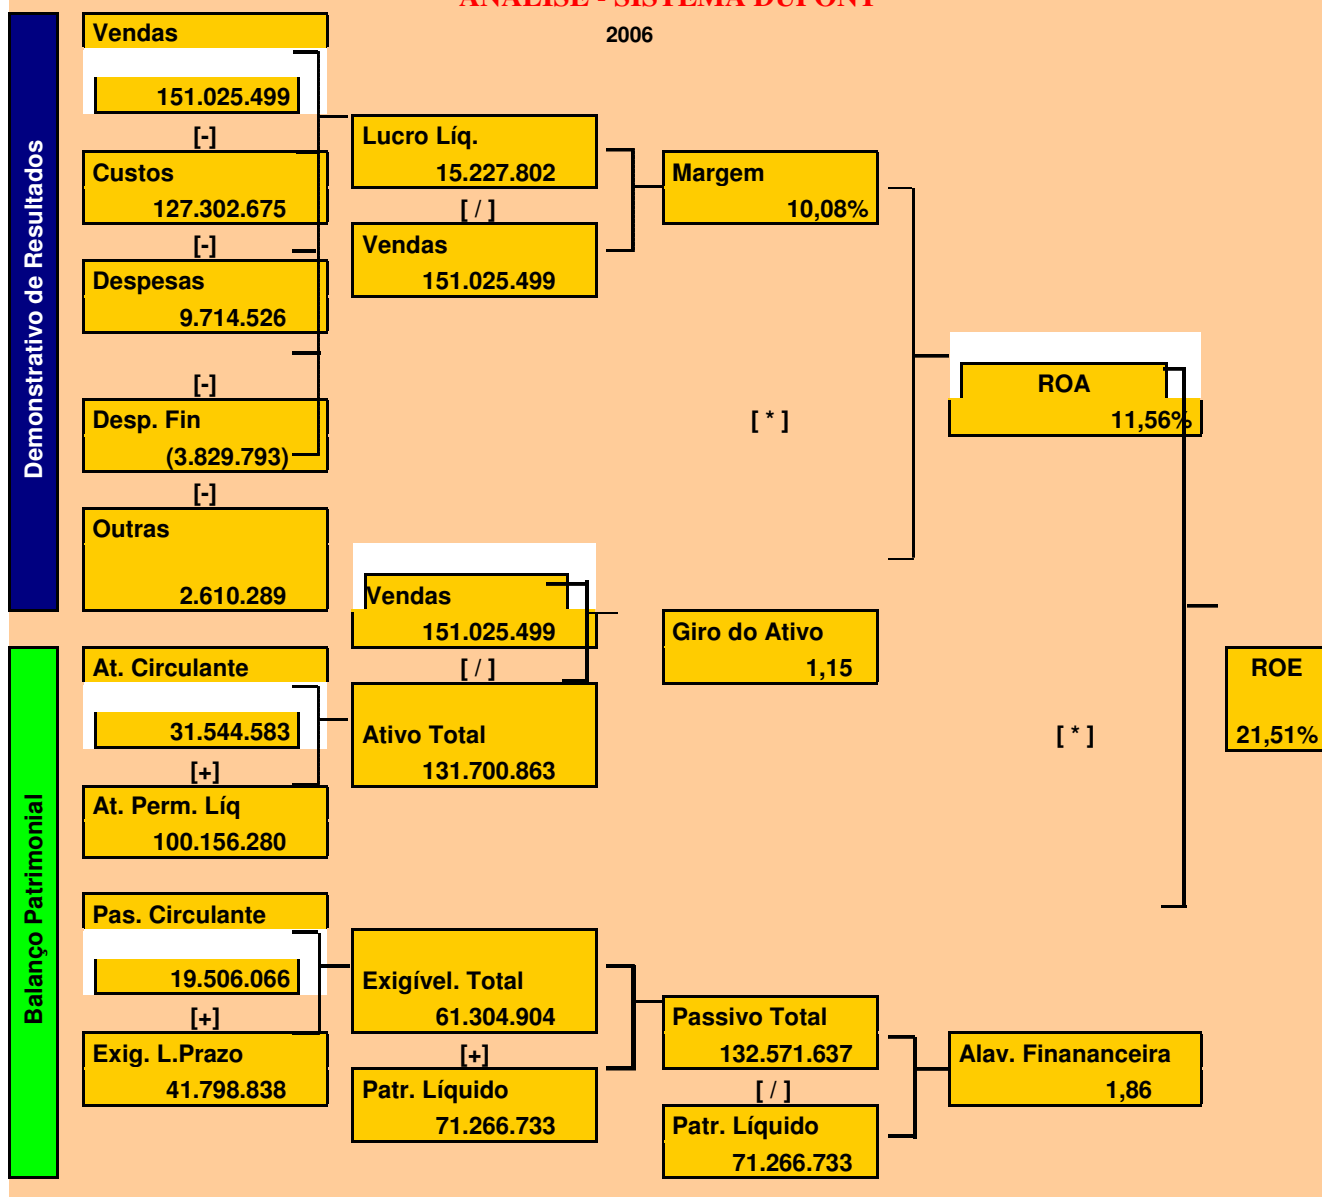 ANÁLISE - SISTEMA DUPONT
2006
Demonstrativo de Resultados
Vendas
151.025.499
[-]
Custos
127.302.675
[-]
Despesas
9.714.526
[-]
Desp. Fin
(3.829.793)
[-]
Outras
2.610.289
Lucro Líq.
15.227.802
[ / ]
Vendas
151.025.499
Margem
10,08%
[ * ]
ROA
11,56%
Vendas
151.025.499
[ / ]
Ativo Total
131.700.863
Giro do Ativo
1,15
[ * ]
ROE
21,51%
Balanço Patrimonial
At. Circulante
31.544.583
[+]
At. Perm. Líq
100.156.280
Pas. Circulante
19.506.066
[+]
Exig. L.Prazo
41.798.838
Exigível. Total
61.304.904
[+]
Patr. Líquido
71.266.733
Passivo Total
132.571.637
[ / ]
Patr. Líquido
71.266.733
Alav. Finananceira
1,86